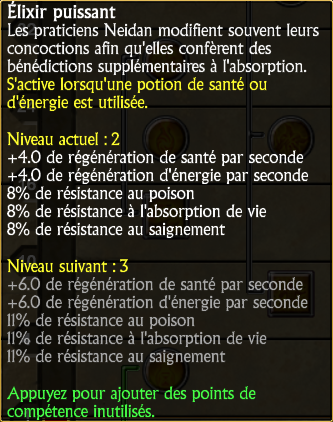 Élixir puissant
Les praticiens Neidan modifient souvent leurs
concoctions afin qu'elles confèrent des
bénédictions supplémentaires à l'absorption.
S'active lorsqu'une potion de santé ou
d'énergie est utilisée.
Niveau actuel : 2
+4.0 de régénération de santé par seconde
+4.0 de régénération d'énergie par seconde
8% de résistance au poison
8% de résistance à l'absorption de vie
8% de résistance au saignement
Niveau suivant : 3
+6.0 de régénération de santé par seconde
+6.0 de régénération d'énergie par seconde
11% de résistance au poison
11% de résistance à l'absorption de vie
11% de résistance au saignement
Appuyez pour ajouter des points de
compétence inutilisés.